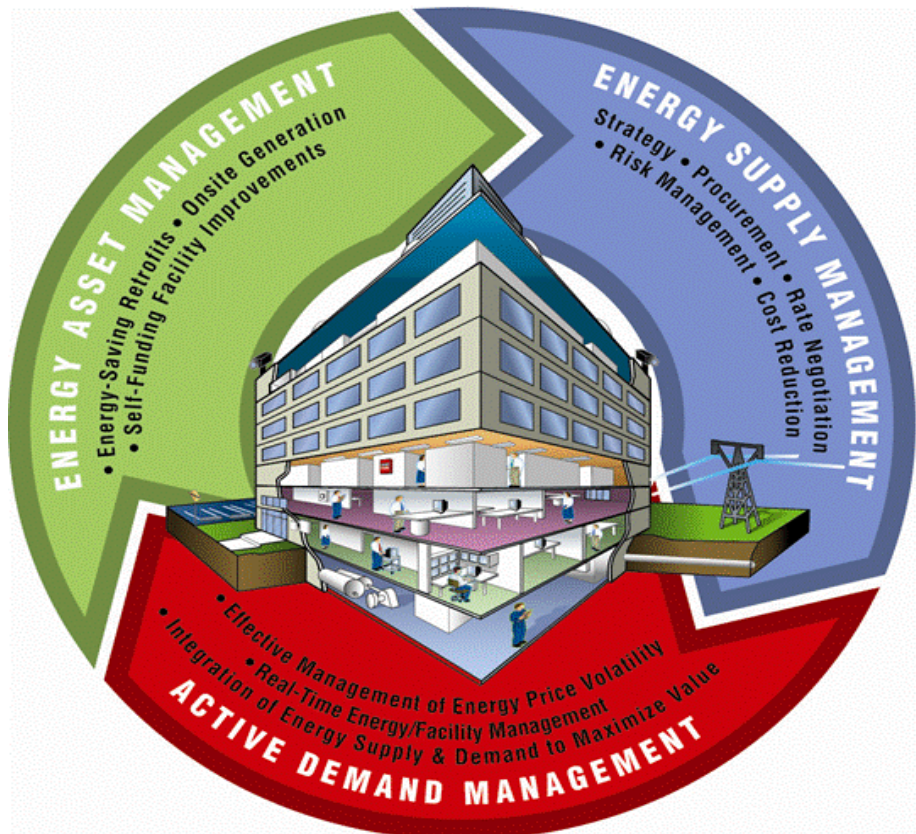 ENERGY ASSET MANAGEMENT
• Energy-Saving Retrofits • Onsite Generation
• Self-Funding Facility Improvements
ENERGY SUPPLY MANAGEMENT
Strategy • Procurement • Rate Negotiation
• Risk Management • Cost Reduction
• Effective Management of Energy Price Volatility
• Real-Time Energy/Facility Management
• Integration of Energy Supply & Demand to Maximize Value
ACTIVE DEMAND MANAGEMENT